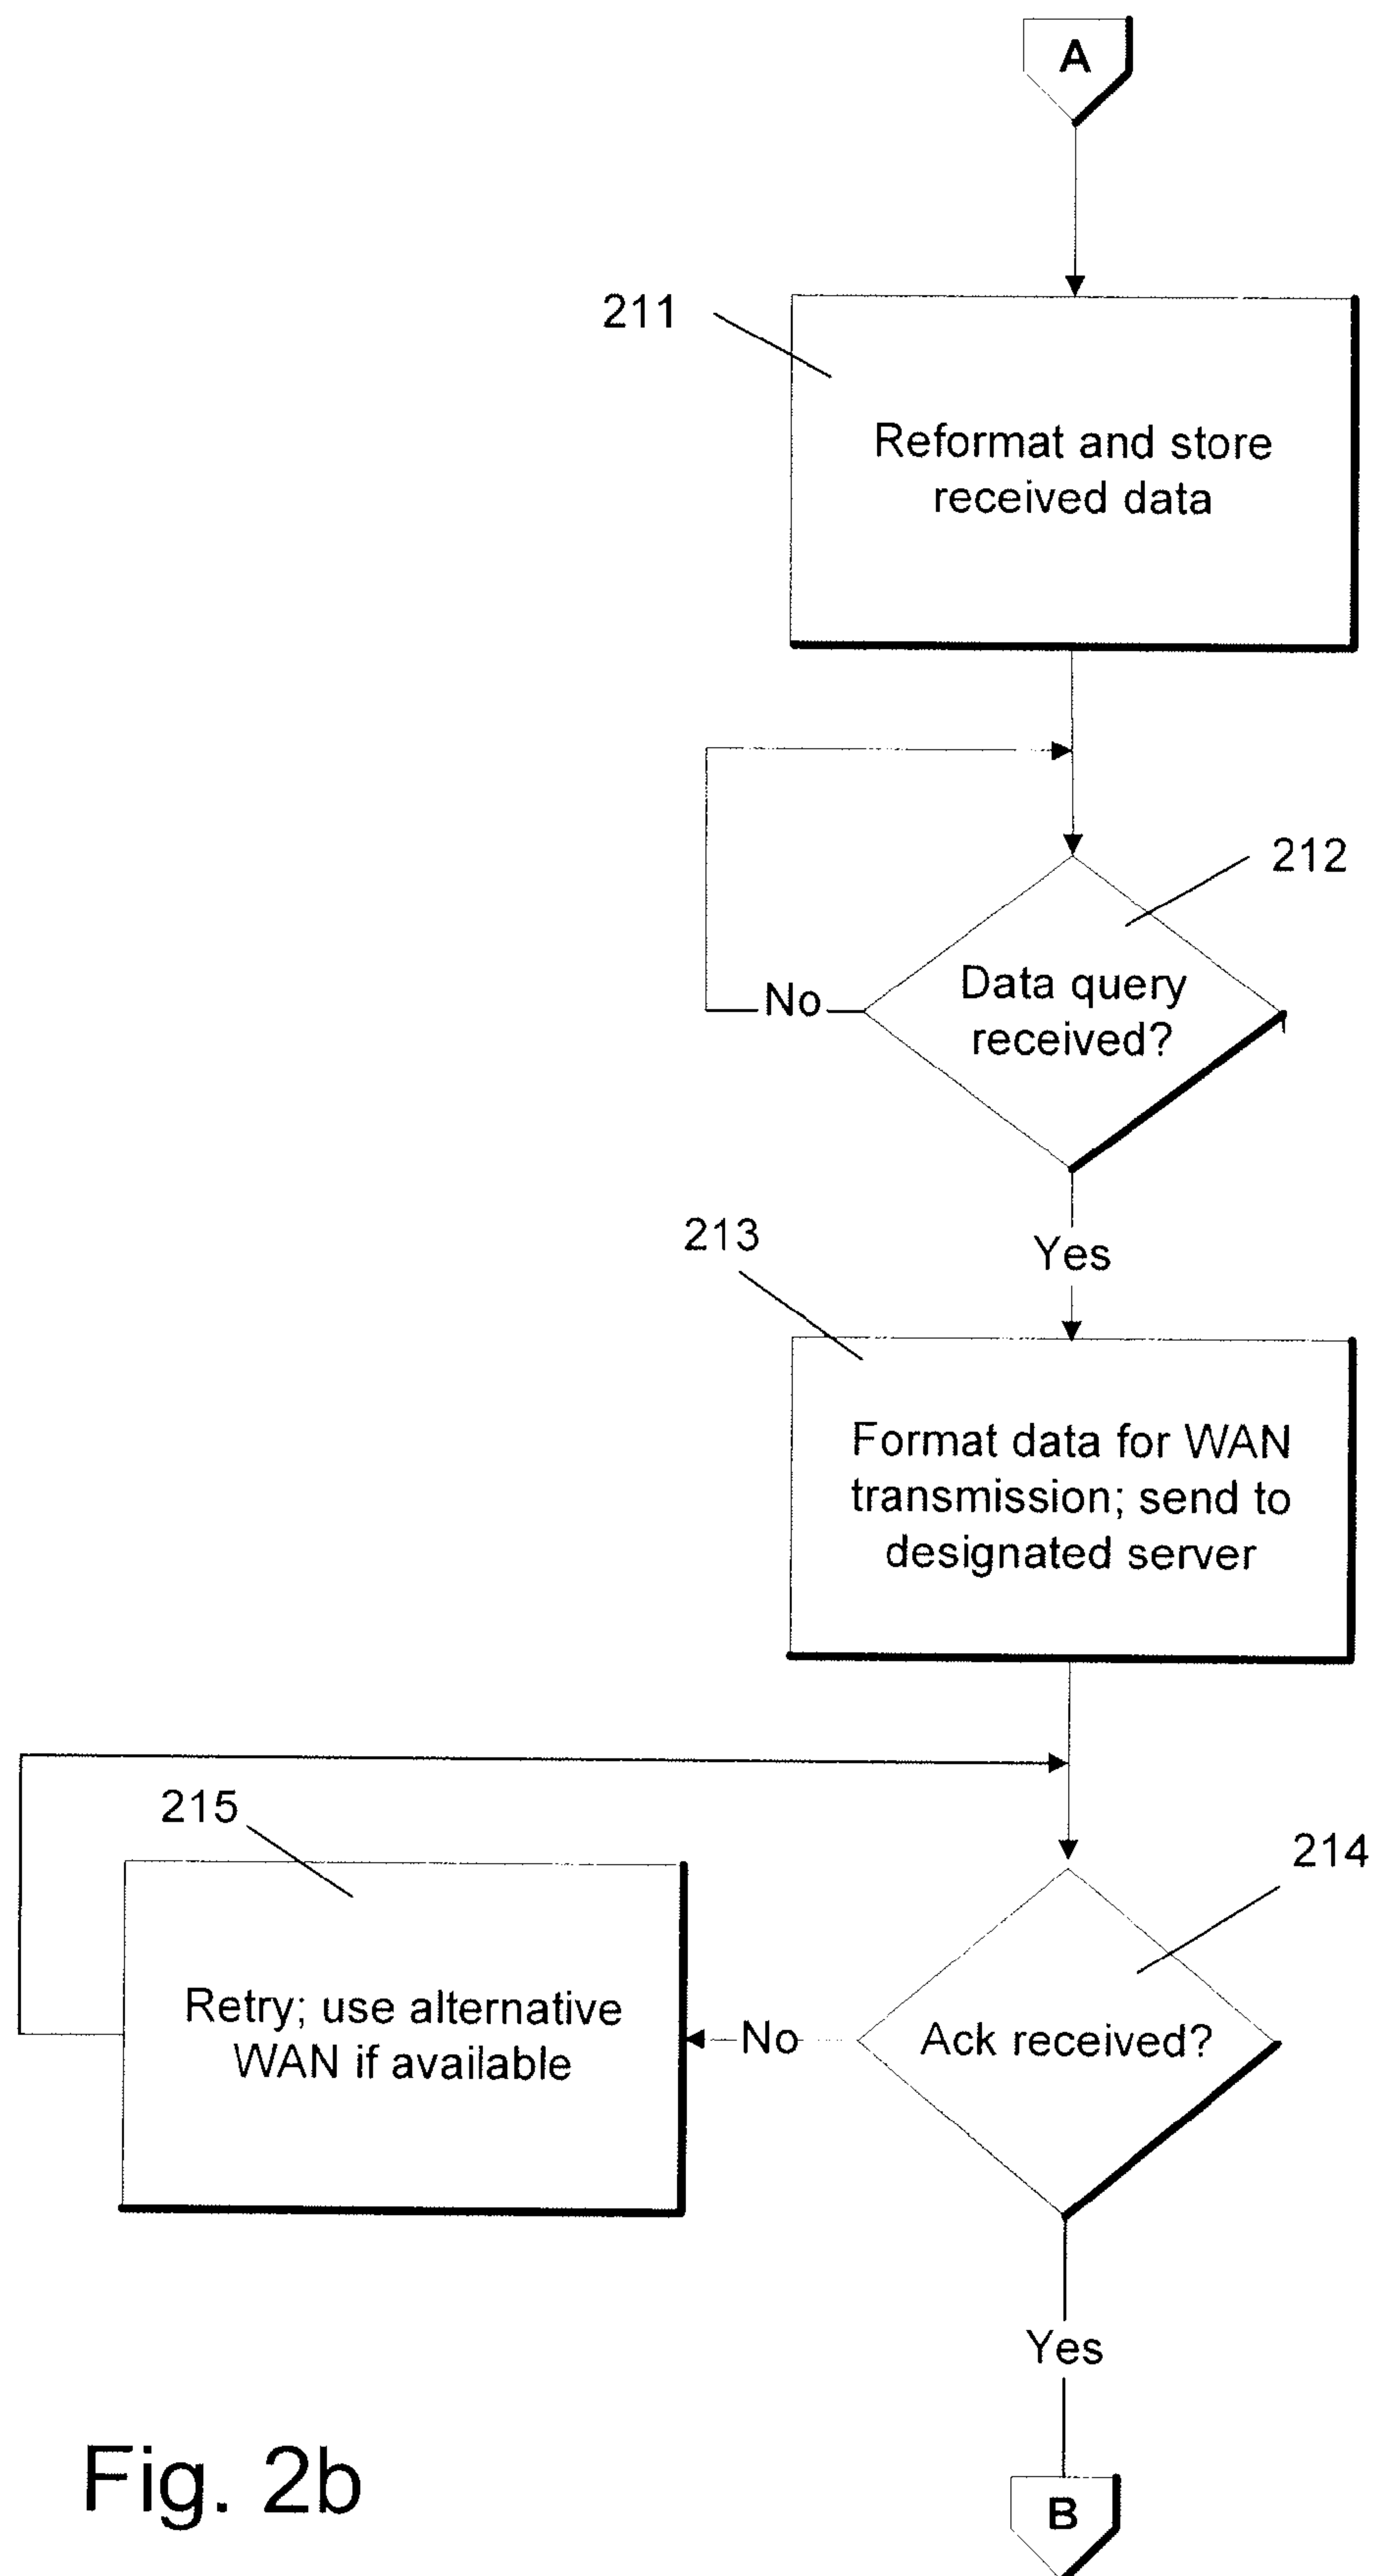 A
211
Reformat and store
received data
212
Data query
received?
No
Yes
213
Format data for WAN
transmission; send to
designated server
215
214
Retry; use alternative
WAN if available
No
Ack received?
Yes
Fig. 2b
B